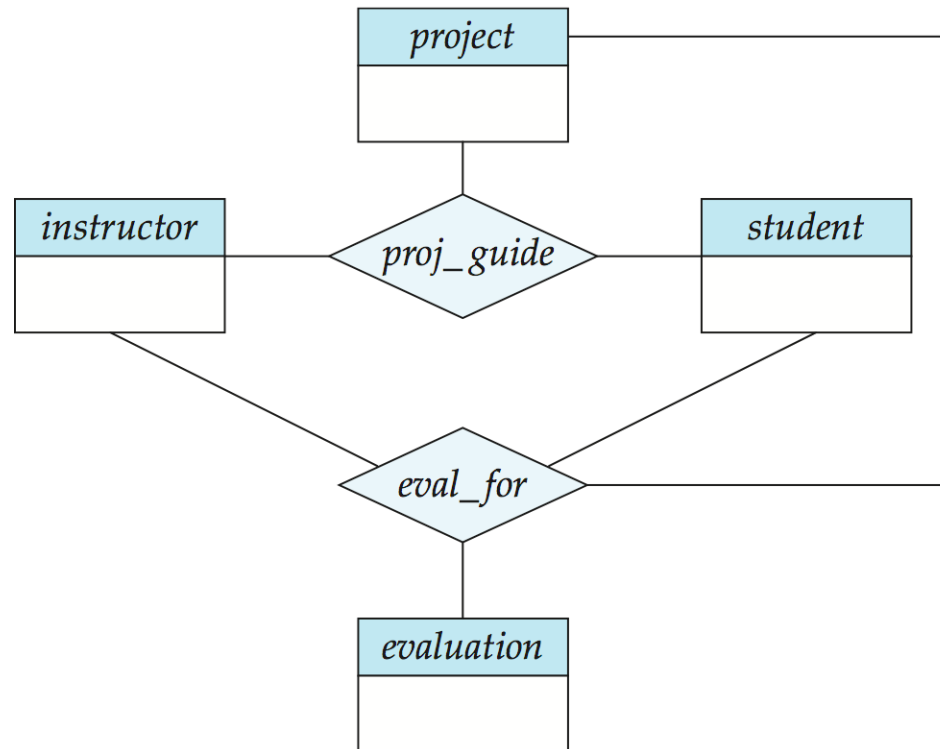 project
instructor
proj_guide
student
eval_for
evaluation